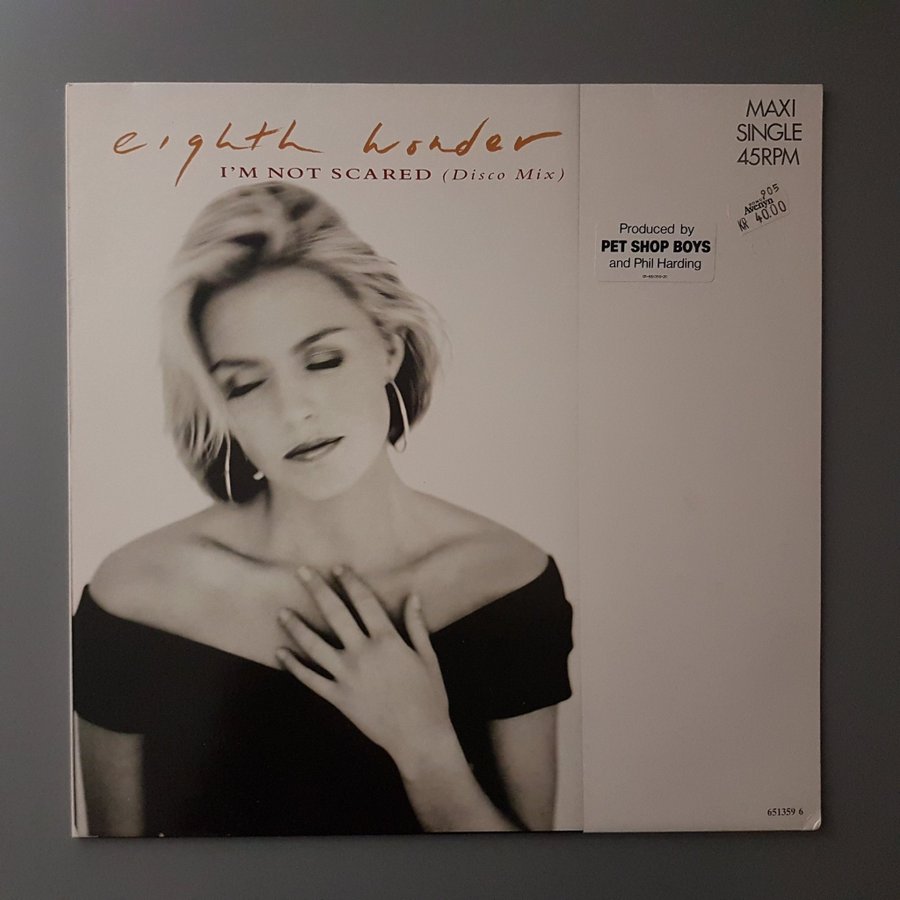 eighth wonder
I'M NOT SCARED (Disco Mix)
MAXI
SINGLE
45RPM
905
Avenyn
KR 40.00
Produced by
PET SHOP BOYS
and Phil Harding
651359 6